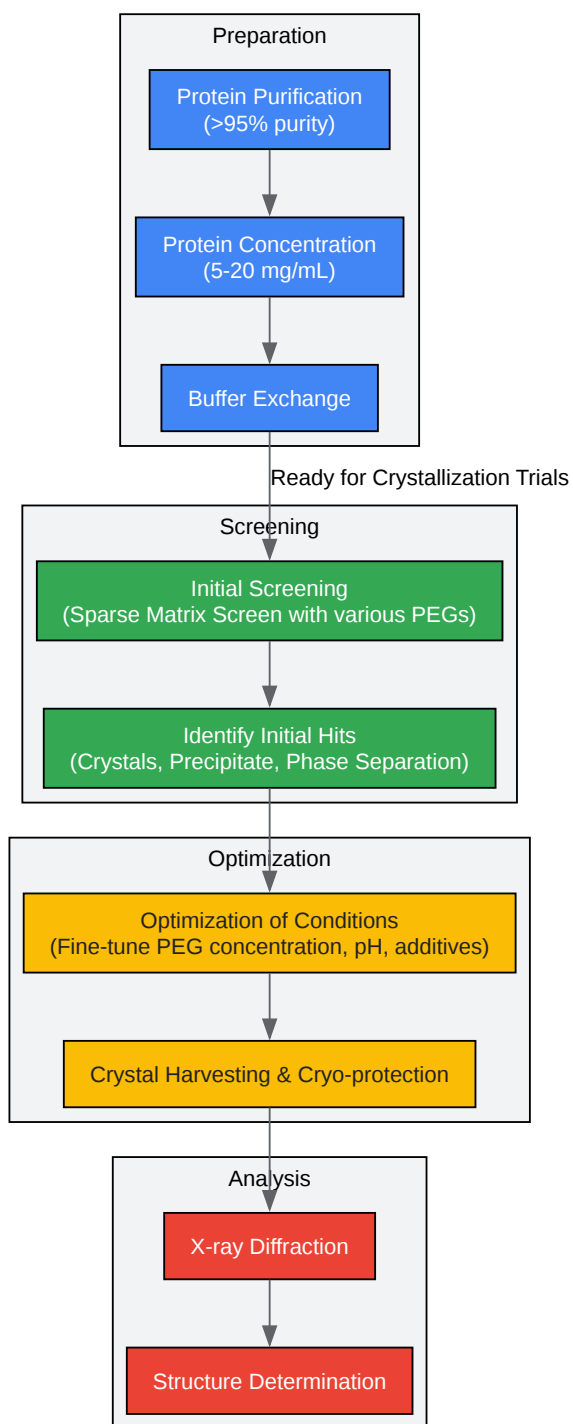 Preparation
Protein Purification
(>95% purity)
Protein Concentration
(5-20 mg/mL)
Buffer Exchange
Ready for Crystallization Trials
Screening
Initial Screening
(Sparse Matrix Screen with various PEGs)
Identify Initial Hits
(Crystals, Precipitate, Phase Separation)
Optimization
Optimization of Conditions
(Fine-tune PEG concentration, pH, additives)
Crystal Harvesting & Cryo-protection
Analysis
X-ray Diffraction
Structure Determination